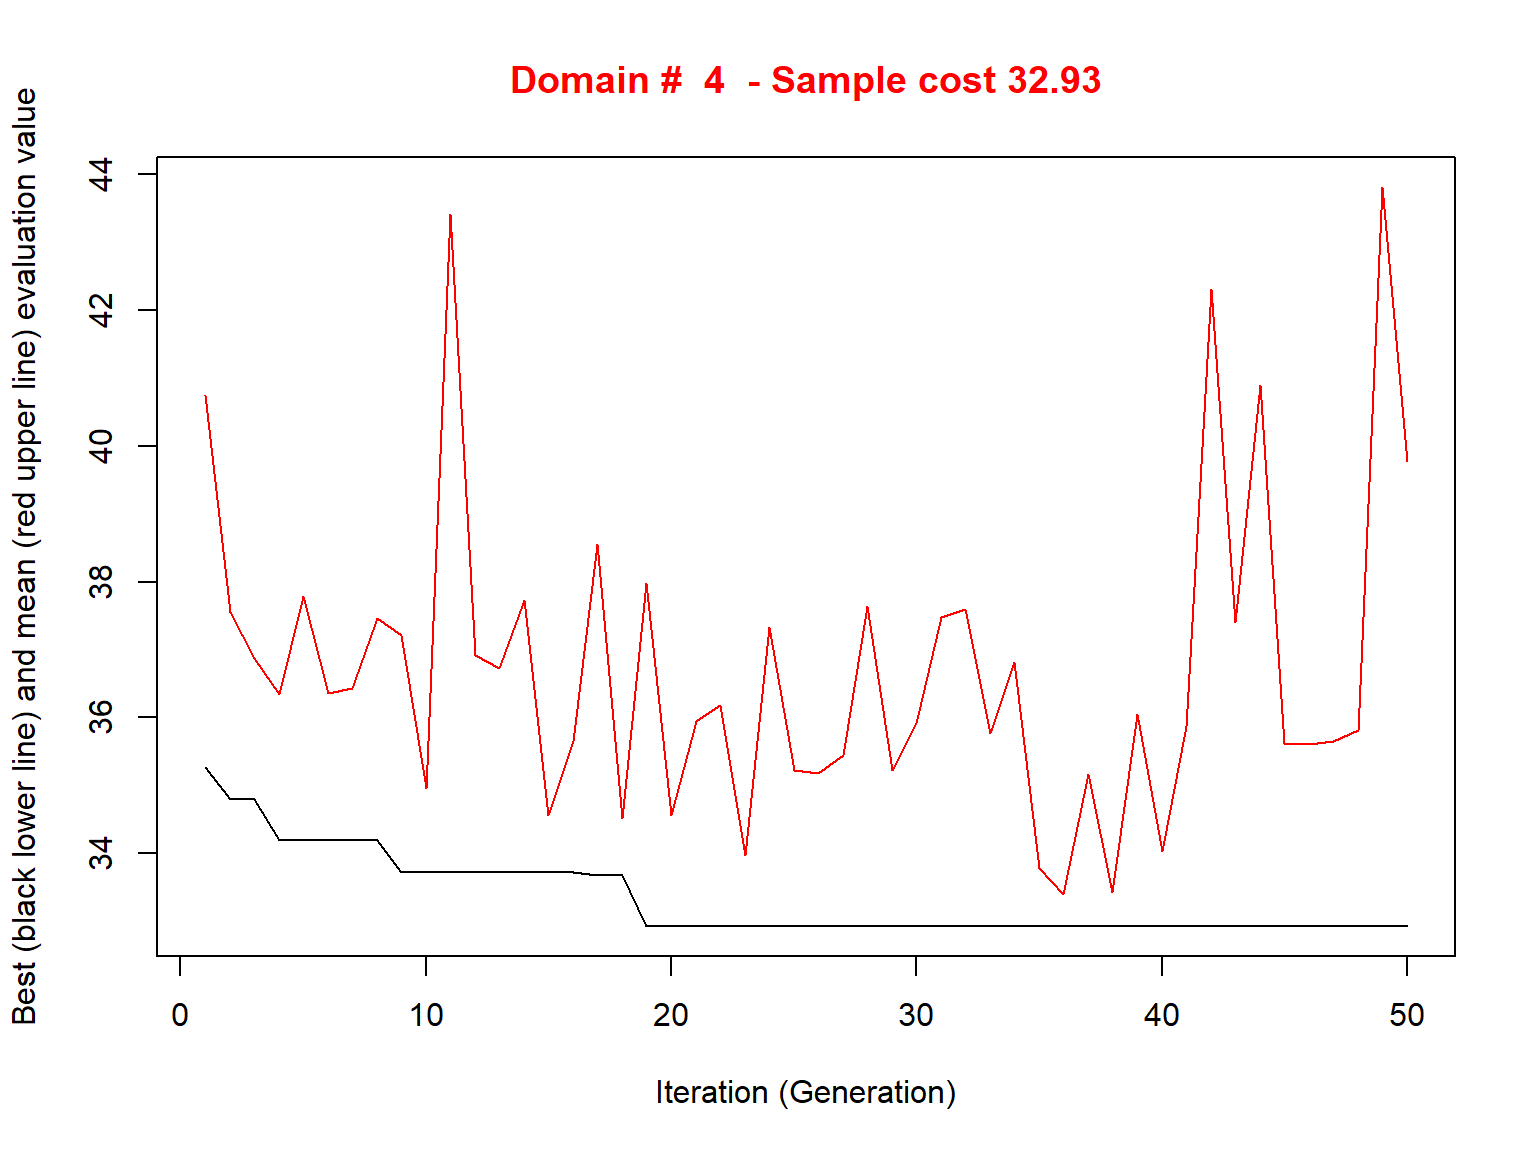 Domain #  4  - Sample cost 32.93
Best (black lower line) and mean (red upper line) evaluation value
44
42
40
38
36
34
0 10 20 30 40 50
Iteration (Generation)